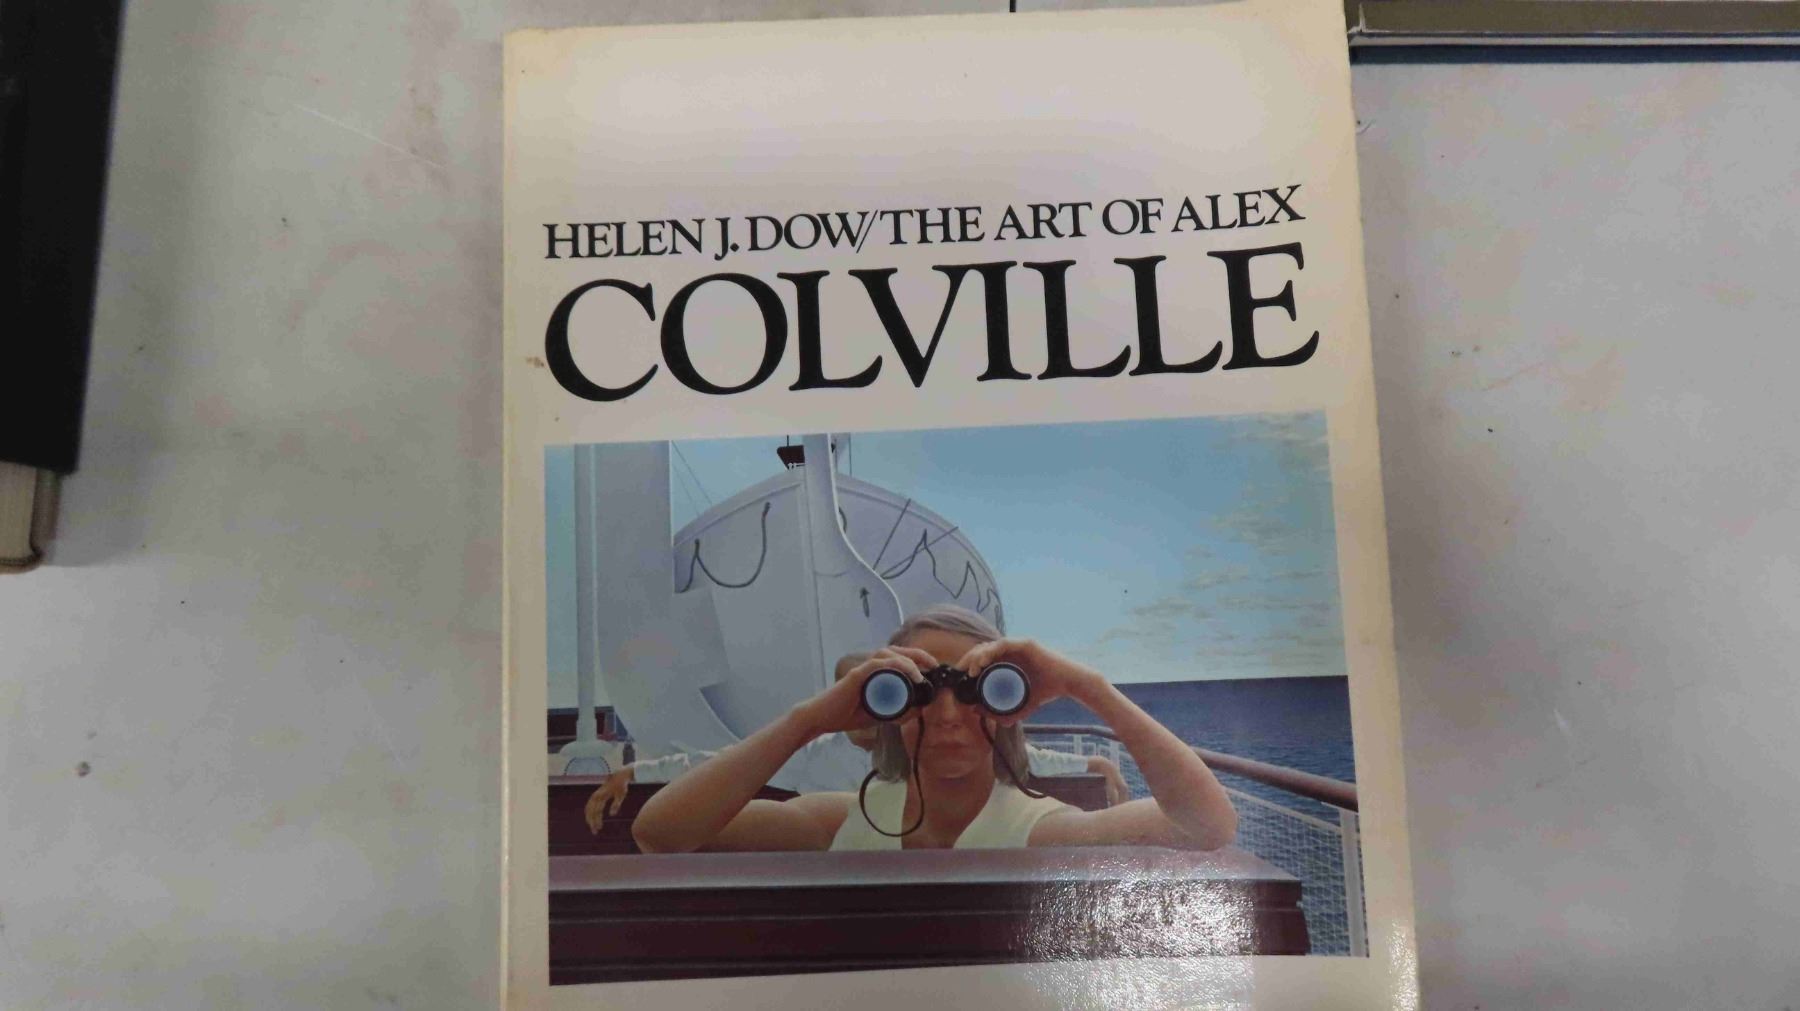 HELEN J. DOW/THE ART OF ALEX
COLVILLE